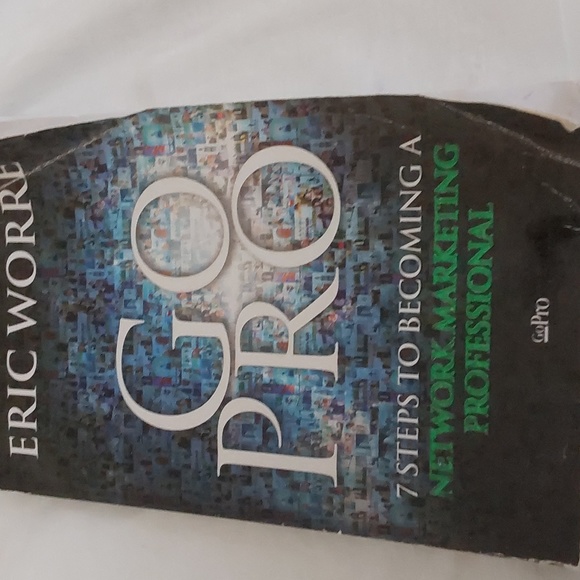 ERIC WORRE
GO
PRO
7 STEPS TO BECOMING A
NETWORK MARKETING
PROFESSIONAL
GoPro